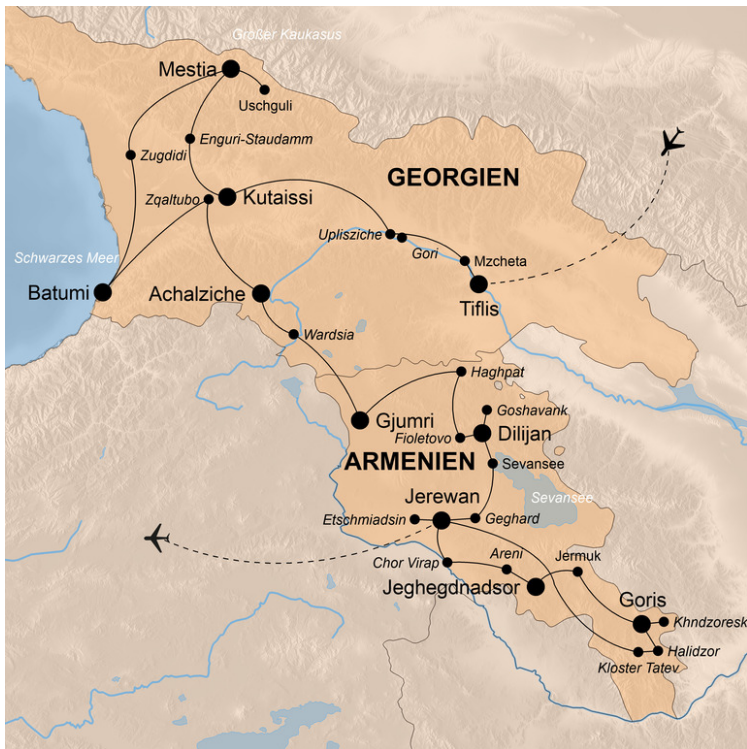 Großer Kaukasus
Mestia
Uschguli
Enguri-Staudamm
Zugdidi
GEORGIEN
Zqaltubo
Kutaissi
Uplisziche
Gori
Mzcheta
Schwarzes Meer
Batumi
Achalziche
Tiflis
Wardsia
Haghpat
Goshavank
Gjumri
Fioletovo
Dilijan
ARMENIEN
Sevansee
Jerewan
Sevansee
Etschmiadsin
Geghard
Chor Virap
Areni
Jermuk
Jeghegdnadsor
Goris
Khndzoresk
Halidzor
Kloster Tatev